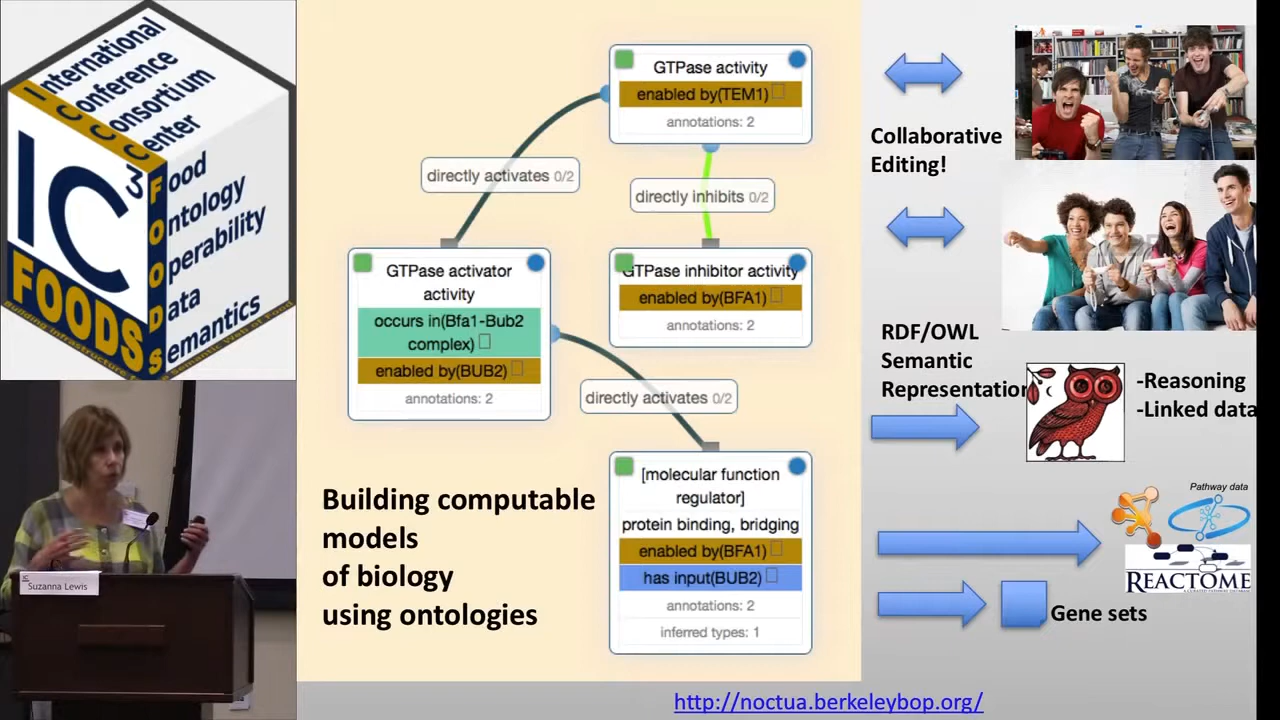 International
Conference
Consortium
Center
IC
3
FOODS
Food
Ontology
Operability
Data
Semantics
Suzanna Lewis
GTPase activity
enabled by(TEM1)
annotations: 2
directly activates 0/2
directly inhibits 0/2
GTPase activator
activity
occurs in(Bfa1-Bub2
complex)
enabled by(BUB2)
annotations: 2
GTPase inhibitor activity
enabled by(BFA1)
annotations: 2
directly activates 0/2
[molecular function
regulator]
protein binding, bridging
enabled by(BFA1)
has input(BUB2)
annotations: 2
inferred types: 1
Building computable
models
of biology
using ontologies
Collaborative
Editing!
RDF/OWL
Semantic
Representation
-Reasoning
-Linked data
Pathway data
REACTOME
Gene sets
http://noctua.berkeleybop.org/